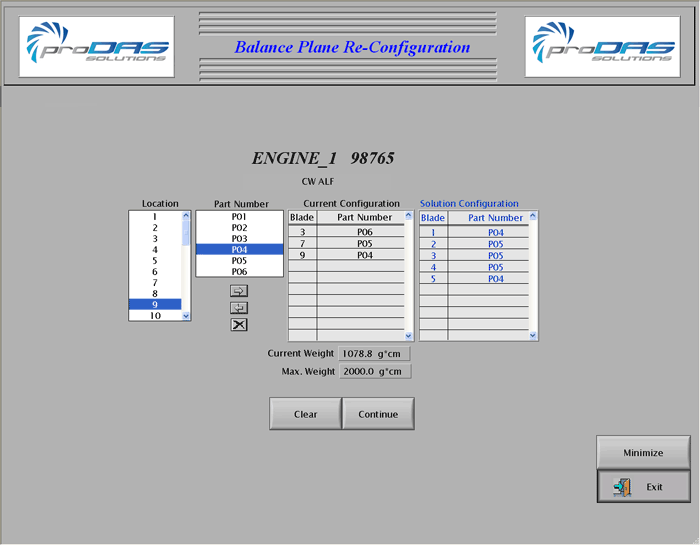 proDAS SOLUTIONS
Balance Plane Re-Configuration
proDAS SOLUTIONS
ENGINE_1 98765
CW ALF
Location
1
2
3
4
5
6
7
8
9
10
Part Number
P01
P02
P03
P04
P05
P06
Current Configuration
Blade Part Number
3 P06
7 P05
9 P04
Solution Configuration
Blade Part Number
1 P04
2 P05
3 P05
4 P05
5 P04
Current Weight 1078.8 g*cm
Max. Weight 2000.0 g*cm
Clear Continue
Minimize
Exit